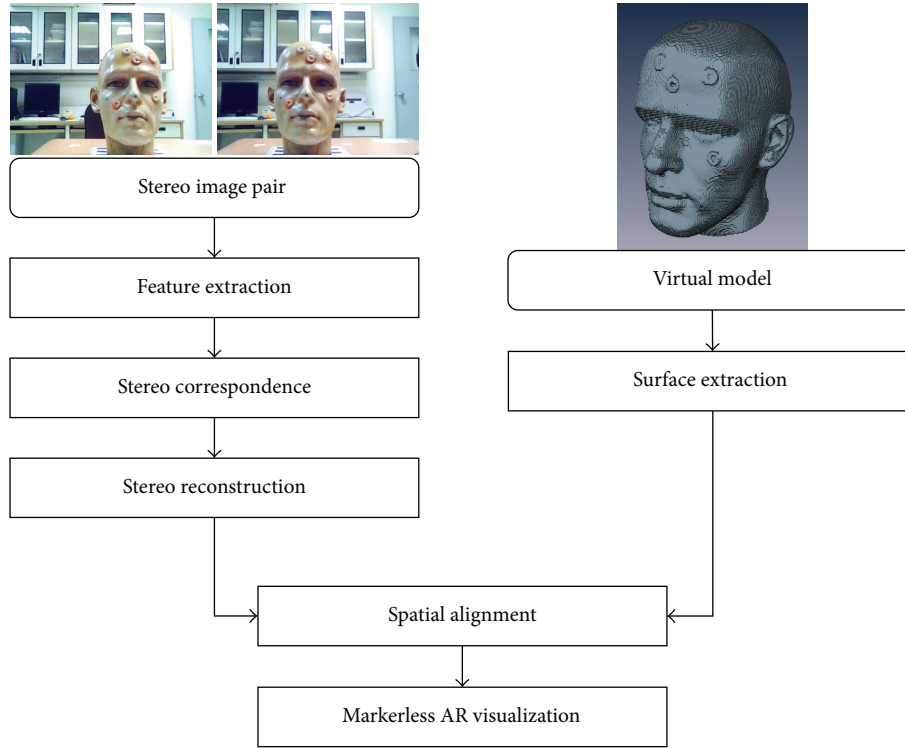 Stereo image pair
Feature extraction
Stereo correspondence
Stereo reconstruction
Virtual model
Surface extraction
Spatial alignment
Markerless AR visualization